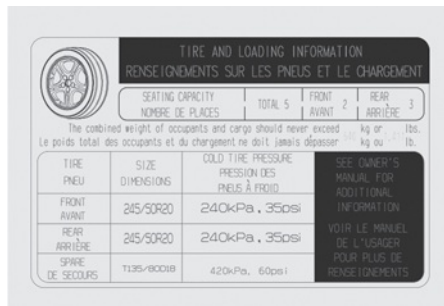 TIRE AND LOADING INFORMATION
RENSEIGNEMENTS SUR LES PNEUS ET LE CHARGEMENT
SEATING CAPACITY
NOMBRE DE PLACES
TOTAL 5
FRONT
AVANT 2
REAR
ARRIÈRE 3
The combined weight of occupants and cargo should never exceed kg or lbs.
Le poids total des occupants et du chargement ne doit jamais dépasser kg ou lb.
TIRE
PNEU
SIZE
DIMENSIONS
COLD TIRE PRESSURE
PRESSION DES
PNEUS À FROID
SEE OWNER'S
MANUAL FOR
ADDITIONAL
INFORMATION
VOIR LE MANUEL
DE L'USAGER
POUR PLUS DE
RENSEIGNEMENTS
FRONT
AVANT
245/50R20
240kPa, 35psi
REAR
ARRIÈRE
245/50R20
240kPa, 35psi
SPARE
DE SECOURS
T135/80D18
420kPa, 60psi